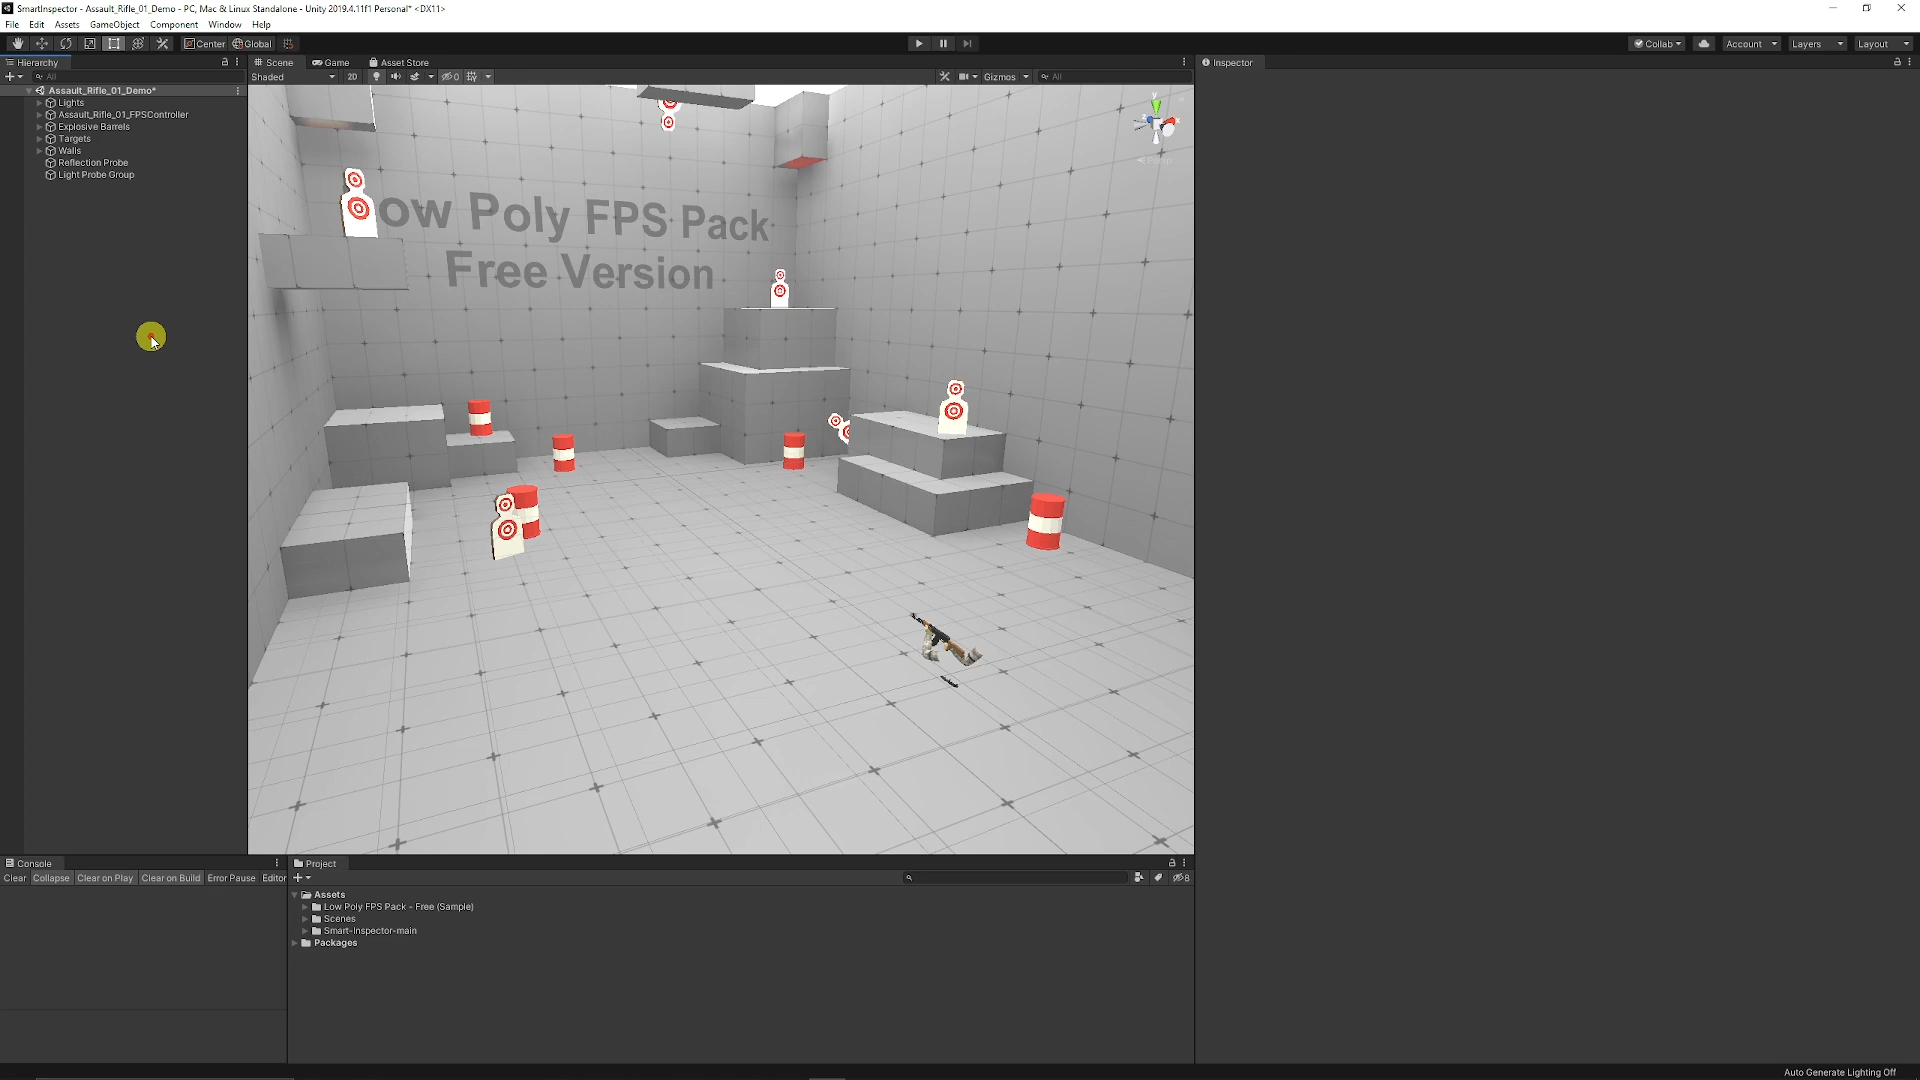 SmartInspector - Assault_Rifle_01_Demo - PC, Mac & Linux Standalone - Unity 2019.4.11f1 Personal* <DX11>
File Edit Assets GameObject Component Window Help
Center Global Collab Account Layers Layout
Hierarchy
All
Assault_Rifle_01_Demo*
Lights
Assault_Rifle_01_FPSController
Explosive Barrels
Targets
Walls
Reflection Probe
Light Probe Group
Scene Game Asset Store
Shaded 2D 0 Gizmos All
y
x
z
Persp
ow Poly FPS Pack
Free Version
Inspector
Console
Clear Collapse Clear on Play Clear on Build Error Pause Editor
Project
8
Assets
Low Poly FPS Pack - Free (Sample)
Scenes
Smart-Inspector-main
Packages
Auto Generate Lighting Off